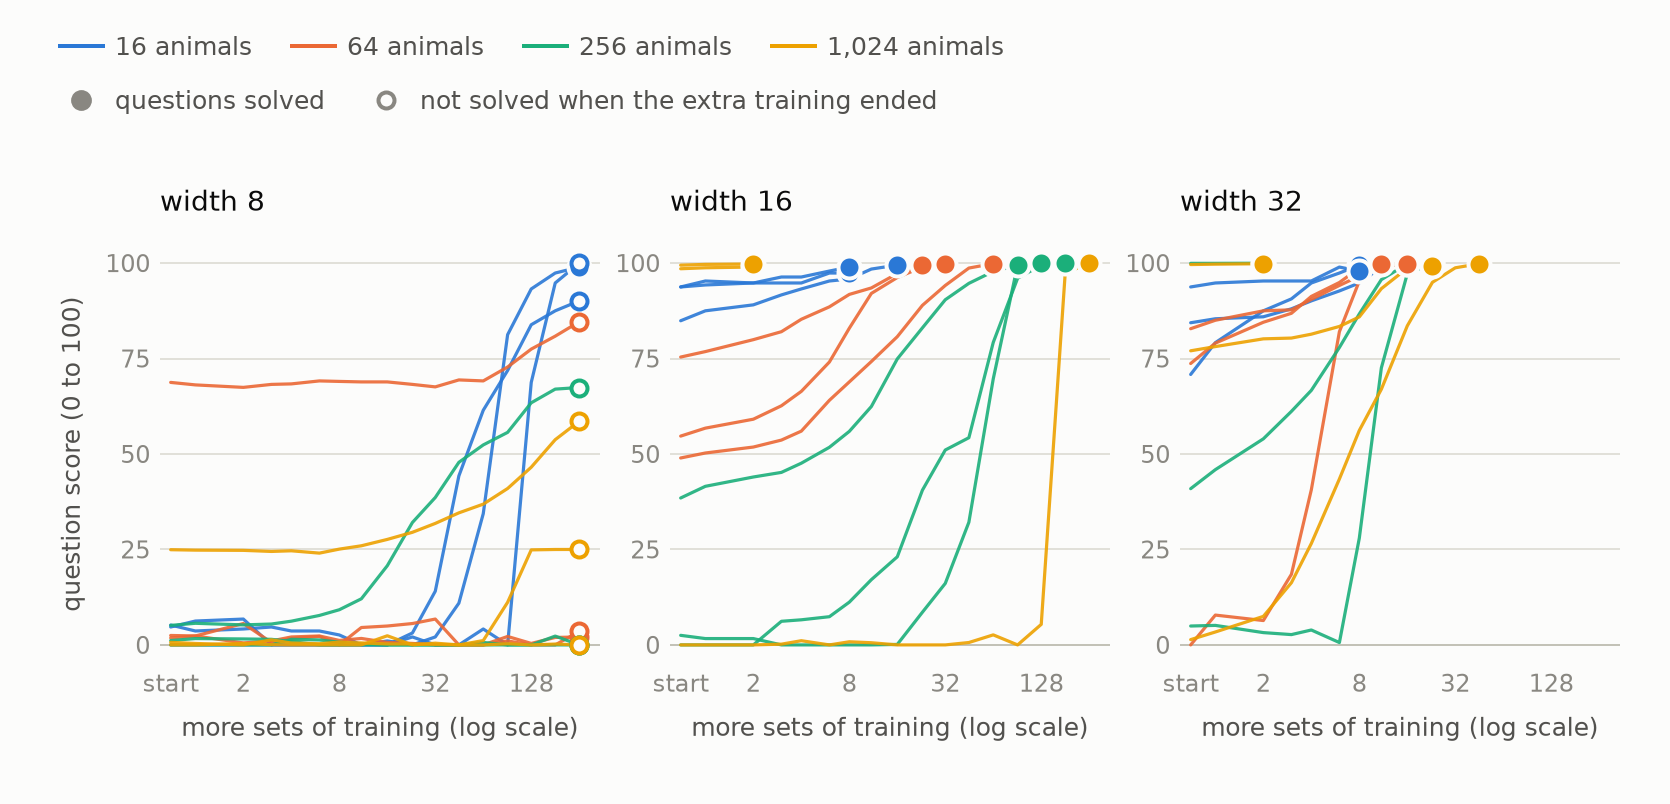 16 animals 64 animals 256 animals 1,024 animals
questions solved not solved when the extra training ended
width 8 width 16 width 32
question score (0 to 100)
100 100 100
75 75 75
50 50 50
25 25 25
0 0 0
start 2 8 32 128 start 2 8 32 128 start 2 8 32 128
more sets of training (log scale) more sets of training (log scale) more sets of training (log scale)